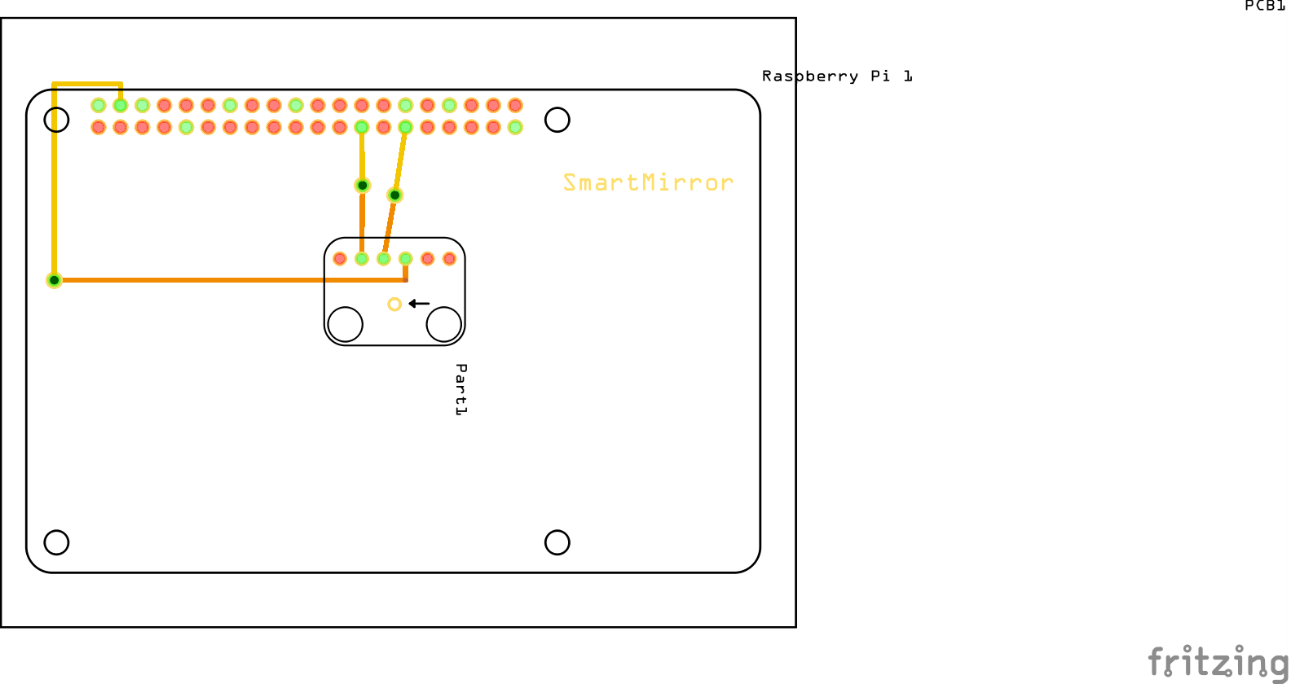 PCB1
Raspberry Pi 1
SmartMirror
Part1
fritzing